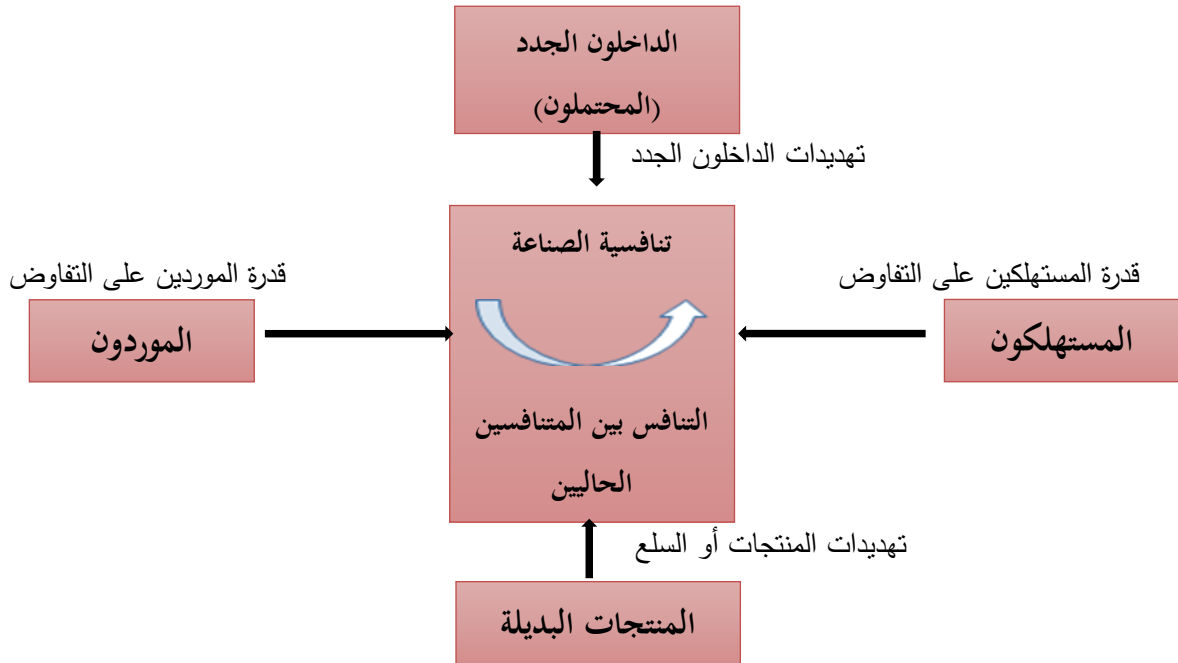 الداخلون الجدد
(المحتملون)
تهديدات الداخلون الجدد
تنافسية الصناعة
قدرة المستهلكين على التفاوض
قدرة الموردين على التفاوض
المستهلكون
الموردون
التنافس بين المتنافسين
الحاليين
تهديدات المنتجات أو السلع
المنتجات البديلة